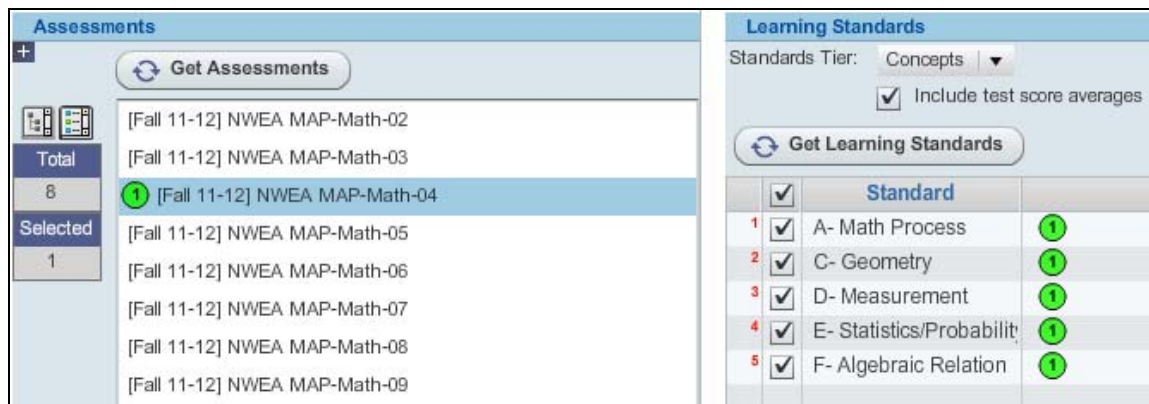 Assessments
+
Get Assessments
Total
8
Selected
1
[Fall 11-12] NWEA MAP-Math-02
[Fall 11-12] NWEA MAP-Math-03
1 [Fall 11-12] NWEA MAP-Math-04
[Fall 11-12] NWEA MAP-Math-05
[Fall 11-12] NWEA MAP-Math-06
[Fall 11-12] NWEA MAP-Math-07
[Fall 11-12] NWEA MAP-Math-08
[Fall 11-12] NWEA MAP-Math-09
Learning Standards
Standards Tier: Concepts
Include test score averages
Get Learning Standards
Standard
1 A- Math Process 1
2 C- Geometry 1
3 D- Measurement 1
4 E- Statistics/Probability 1
5 F- Algebraic Relation 1